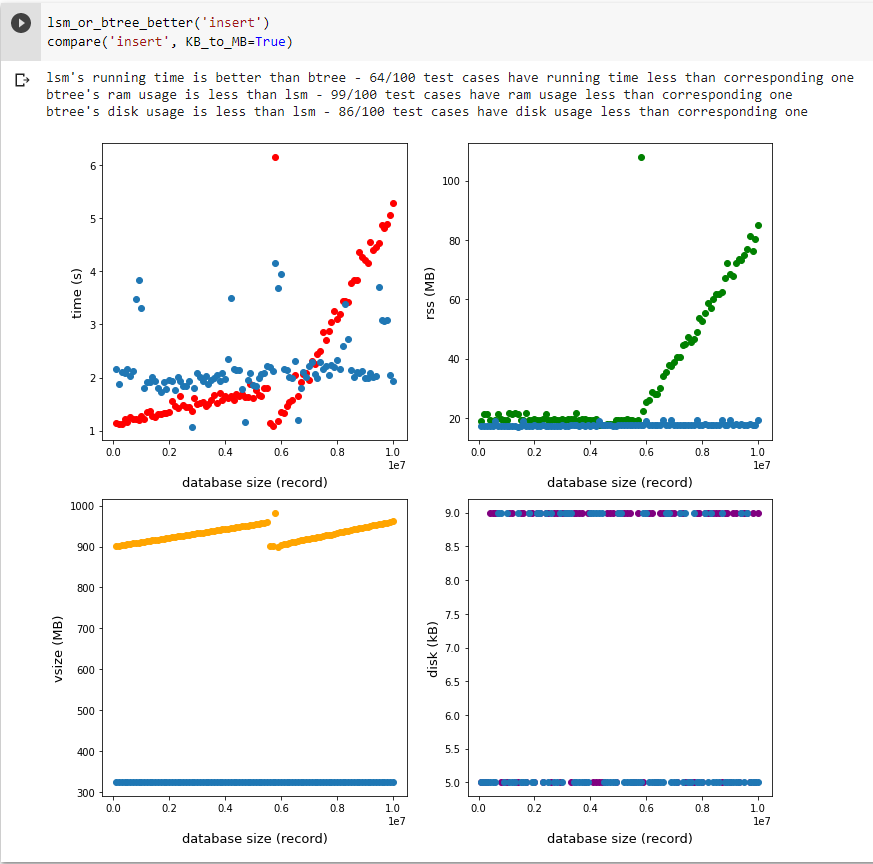 lsm_or_btree_better('insert')
compare('insert', KB_to_MB=True)
lsm's running time is better than btree - 64/100 test cases have running time less than corresponding one
btree's ram usage is less than lsm - 99/100 test cases have ram usage less than corresponding one
btree's disk usage is less than lsm - 86/100 test cases have disk usage less than corresponding one
time (s)
6
5
4
3
2
1
0.0 0.2 0.4 0.6 0.8 1.0
1e7
database size (record)
rss (MB)
100
80
60
40
20
0.0 0.2 0.4 0.6 0.8 1.0
1e7
database size (record)
vsize (MB)
1000
900
800
700
600
500
400
300
0.0 0.2 0.4 0.6 0.8 1.0
1e7
database size (record)
disk (kB)
9.0
8.5
8.0
7.5
7.0
6.5
6.0
5.5
5.0
0.0 0.2 0.4 0.6 0.8 1.0
1e7
database size (record)